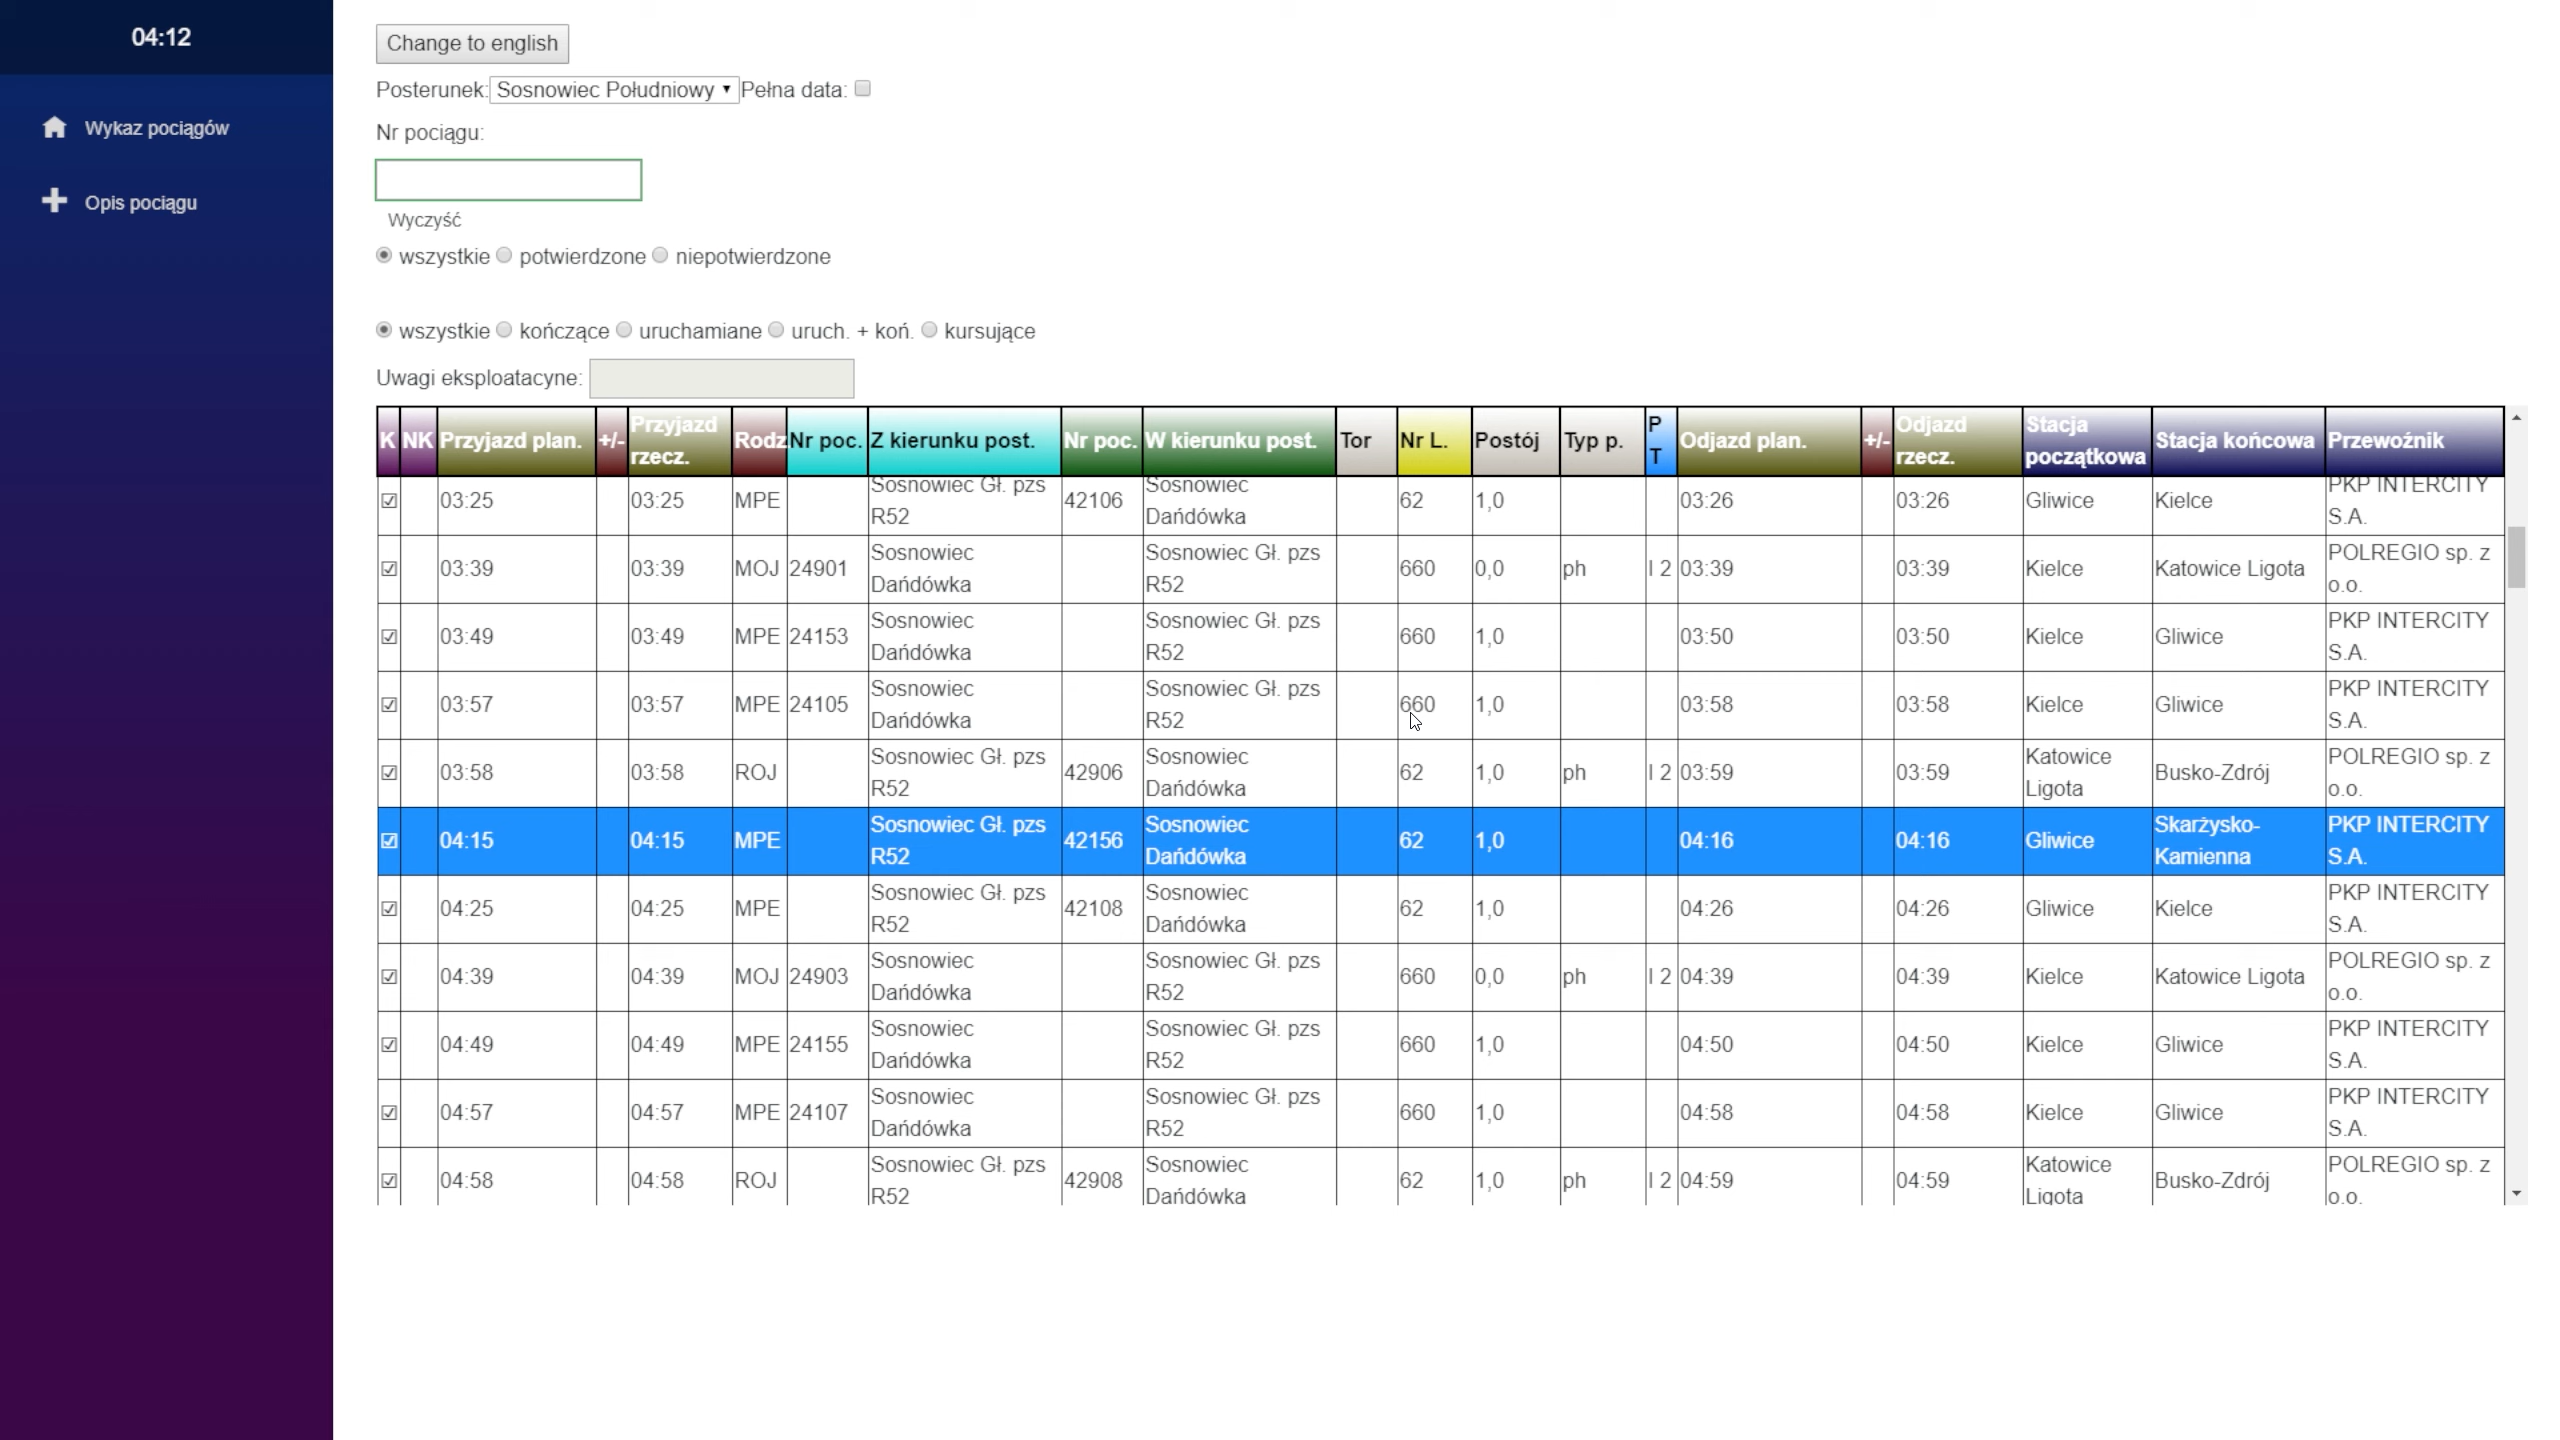 04:12
Wykaz pociągów
Opis pociągu
Change to english
Posterunek: Sosnowiec Południowy Pełna data:
Nr pociągu:
Wyczyść
wszystkie potwierdzone niepotwierdzone
wszystkie kończące uruchamiane uruch. + koń. kursujące
Uwagi eksploatacyne:
K NK Przyjazd plan. +/- Przyjazd rzecz. Rodz Nr poc. Z kierunku post. Nr poc. W kierunku post. Tor Nr L. Postój Typ p. P T Odjazd plan. +/- Odjazd rzecz. Stacja początkowa Stacja końcowa Przewoźnik
03:25 03:25 MPE Sosnowiec Gł. pzs R52 42106 Sosnowiec Dańdówka 62 1,0 03:26 03:26 Gliwice Kielce PKP INTERCITY S.A.
03:39 03:39 MOJ 24901 Sosnowiec Dańdówka Sosnowiec Gł. pzs R52 660 0,0 ph I 2 03:39 03:39 Kielce Katowice Ligota POLREGIO sp. z o.o.
03:49 03:49 MPE 24153 Sosnowiec Dańdówka Sosnowiec Gł. pzs R52 660 1,0 03:50 03:50 Kielce Gliwice PKP INTERCITY S.A.
03:57 03:57 MPE 24105 Sosnowiec Dańdówka Sosnowiec Gł. pzs R52 660 1,0 03:58 03:58 Kielce Gliwice PKP INTERCITY S.A.
03:58 03:58 ROJ Sosnowiec Gł. pzs R52 42906 Sosnowiec Dańdówka 62 1,0 ph I 2 03:59 03:59 Katowice Ligota Busko-Zdrój POLREGIO sp. z o.o.
04:15 04:15 MPE Sosnowiec Gł. pzs R52 42156 Sosnowiec Dańdówka 62 1,0 04:16 04:16 Gliwice Skarżysko-Kamienna PKP INTERCITY S.A.
04:25 04:25 MPE Sosnowiec Gł. pzs R52 42108 Sosnowiec Dańdówka 62 1,0 04:26 04:26 Gliwice Kielce PKP INTERCITY S.A.
04:39 04:39 MOJ 24903 Sosnowiec Dańdówka Sosnowiec Gł. pzs R52 660 0,0 ph I 2 04:39 04:39 Kielce Katowice Ligota POLREGIO sp. z o.o.
04:49 04:49 MPE 24155 Sosnowiec Dańdówka Sosnowiec Gł. pzs R52 660 1,0 04:50 04:50 Kielce Gliwice PKP INTERCITY S.A.
04:57 04:57 MPE 24107 Sosnowiec Dańdówka Sosnowiec Gł. pzs R52 660 1,0 04:58 04:58 Kielce Gliwice PKP INTERCITY S.A.
04:58 04:58 ROJ Sosnowiec Gł. pzs R52 42908 Sosnowiec Dańdówka 62 1,0 ph I 2 04:59 04:59 Katowice Ligota Busko-Zdrój POLREGIO sp. z o.o.